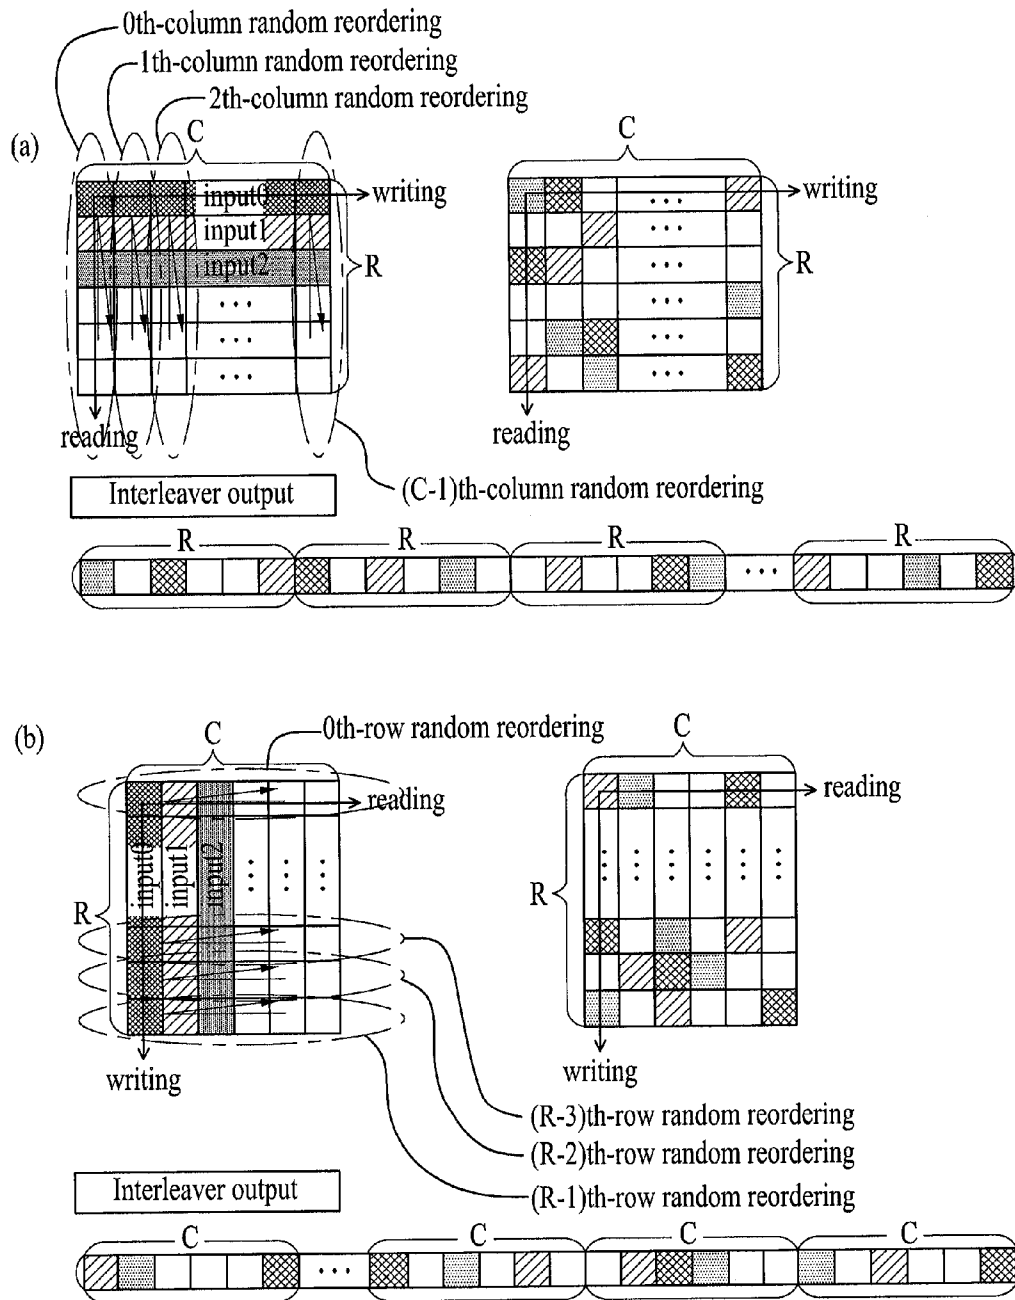 0th-column random reordering
1th-column random reordering
2th-column random reordering
(a)
C
C
input0
writing
writing
input1
input2
R
R
...
...
...
...
...
...
...
...
...
reading
reading
(C-1)th-column random reordering
Interleaver output
R
R
R
R
...
(b)
0th-row random reordering
C
C
reading
reading
input0
input1
input2
R
R
writing
writing
(R-3)th-row random reordering
(R-2)th-row random reordering
(R-1)th-row random reordering
Interleaver output
C
C
C
C
...